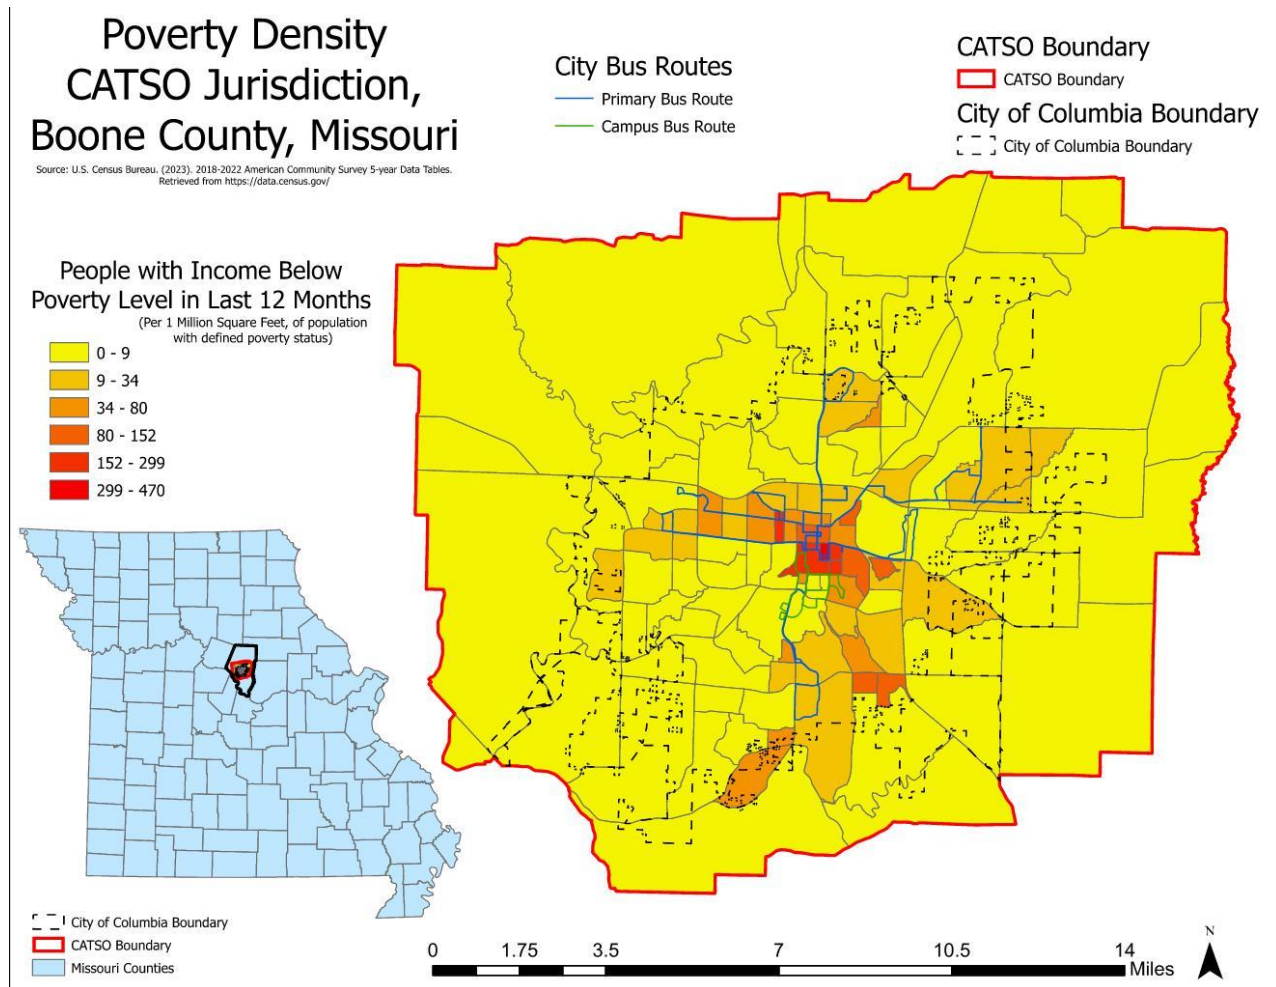 Poverty Density
CATSO Jurisdiction,
Boone County, Missouri
Source: U.S. Census Bureau. (2023). 2018-2022 American Community Survey 5-year Data Tables.
Retrieved from https://data.census.gov/
City Bus Routes
Primary Bus Route
Campus Bus Route
CATSO Boundary
CATSO Boundary
City of Columbia Boundary
City of Columbia Boundary
People with Income Below
Poverty Level in Last 12 Months
(Per 1 Million Square Feet, of population
with defined poverty status)
0 - 9
9 - 34
34 - 80
80 - 152
152 - 299
299 - 470
City of Columbia Boundary
CATSO Boundary
Missouri Counties
0 1.75 3.5 7 10.5 14
Miles
N